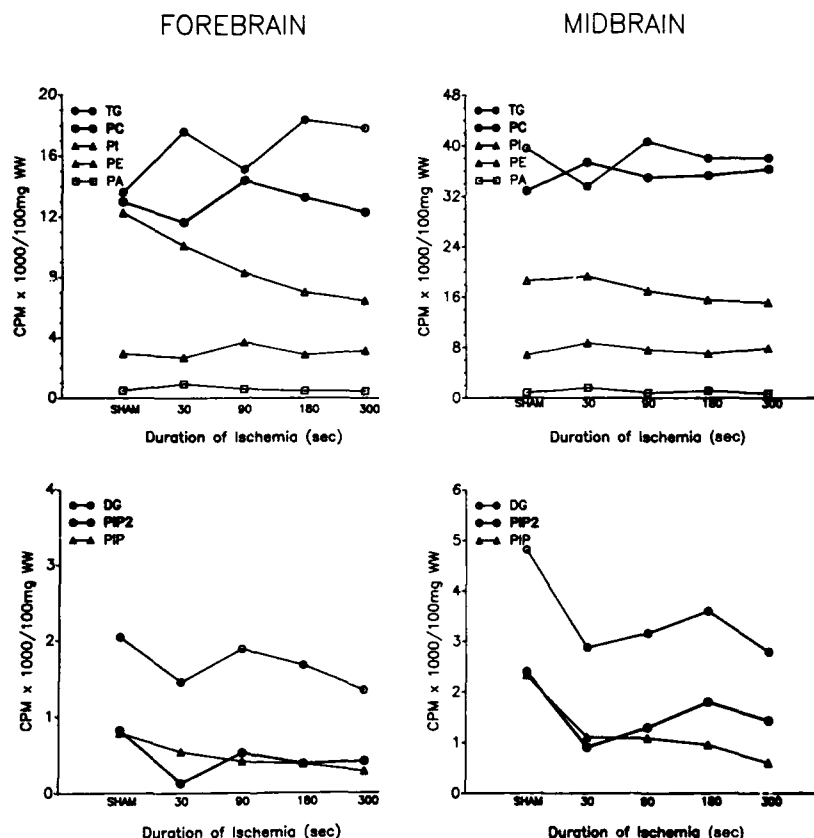 FOREBRAIN
MIDBRAIN
20
16
12
9
4
0
CPM x 1000/100mg WW
TG
PC
PI
PE
PA
SHAM 30 90 180 300
Duration of Ischemia (sec)
48
40
32
24
16
8
0
CPM x 1000/100mg WW
TG
PC
PI
PE
PA
SHAM 30 90 180 300
Duration of Ischemia (sec)
4
3
2
1
0
CPM x 1000/100mg WW
DG
PIP2
PIP
SHAM 30 90 180 300
Duration of Ischemia (sec)
6
5
4
3
2
1
0
CPM x 1000/100mg WW
DG
PIP2
PIP
SHAM 30 90 180 300
Duration of Ischemia (sec)